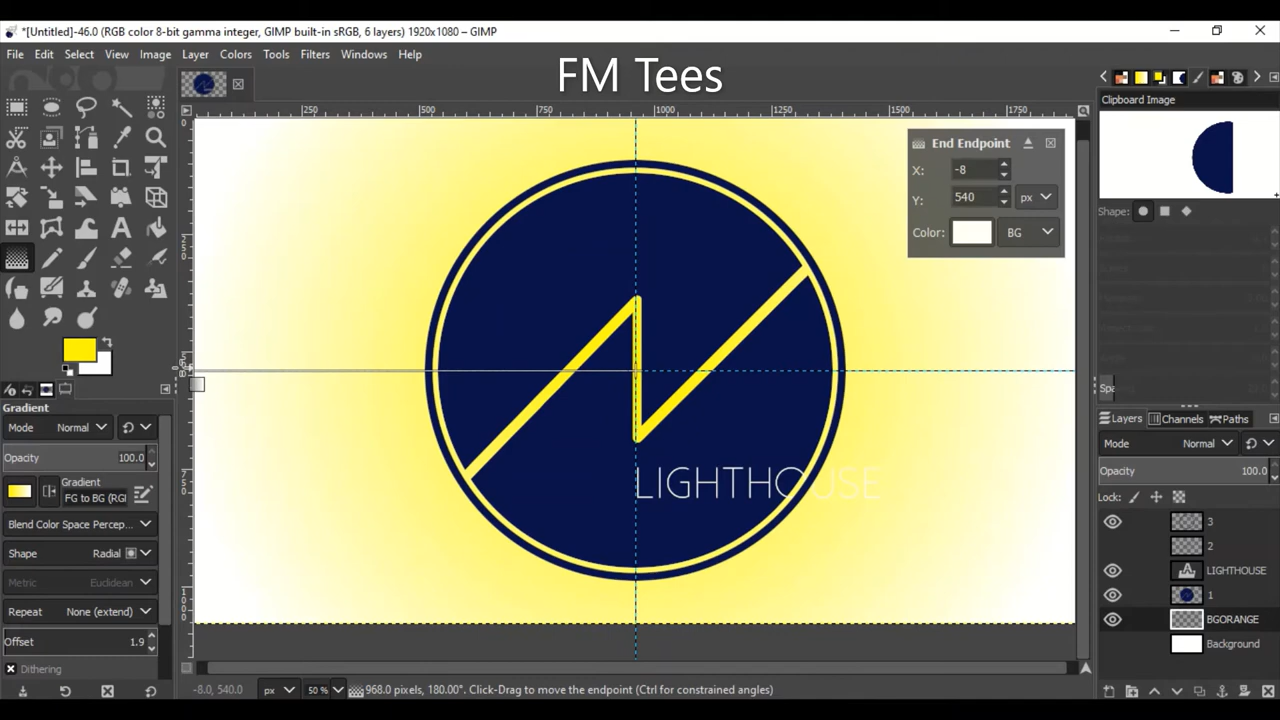 *[Untitled]-46.0 (RGB color 8-bit gamma integer, GIMP built-in sRGB, 6 layers) 1920x1080 – GIMP
File Edit Select View Image Layer Colors Tools Filters Windows Help
FM Tees
250 500 750 1000 1250 1500 1750
Clipboard Image
End Endpoint
X: -8
Y: 540 px
Color: BG
Shape:
LIGHTHOUSE
Gradient
Mode Normal
Opacity 100.0
Gradient
FG to BG (RGI
Blend Color Space Percep...
Shape Radial
Metric Euclidean
Repeat None (extend)
Offset 1.9
Dithering
Spa
Layers Channels Paths
Mode Normal
Opacity 100.0
Lock:
3
2
LIGHTHOUSE
1
BGORANGE
Background
-8.0, 540.0 px 50 % 968.0 pixels, 180.00°. Click-Drag to move the endpoint (Ctrl for constrained angles)